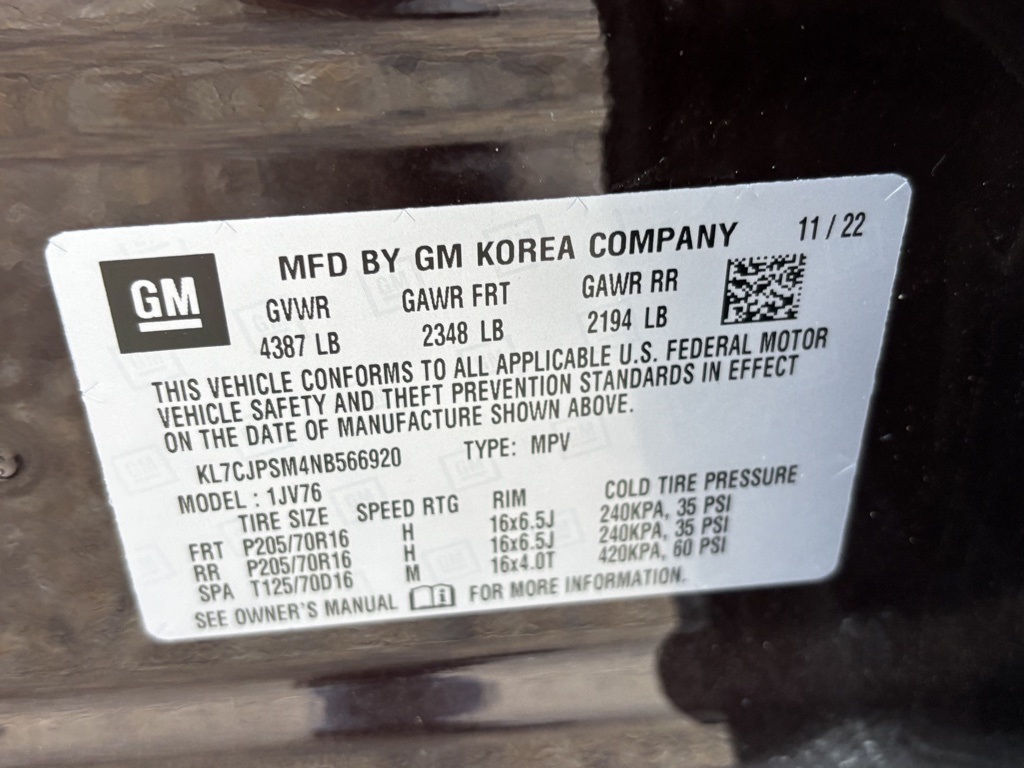 GM
MFD BY GM KOREA COMPANY 11 / 22
GVWR GAWR FRT GAWR RR
4387 LB 2348 LB 2194 LB
THIS VEHICLE CONFORMS TO ALL APPLICABLE U.S. FEDERAL MOTOR
VEHICLE SAFETY AND THEFT PREVENTION STANDARDS IN EFFECT
ON THE DATE OF MANUFACTURE SHOWN ABOVE.
KL7CJPSM4NB566920 TYPE: MPV
MODEL : 1JV76
TIRE SIZE SPEED RTG RIM COLD TIRE PRESSURE
FRT P205/70R16 H 16x6.5J 240KPA, 35 PSI
RR P205/70R16 H 16x6.5J 240KPA, 35 PSI
SPA T125/70D16 M 16x4.0T 420KPA, 60 PSI
SEE OWNER'S MANUAL FOR MORE INFORMATION.